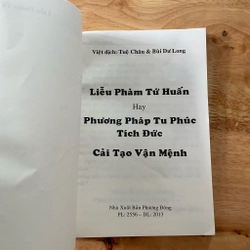 Việt dịch: Tuệ Châu & Bùi Dư Long
Liễu Phàm Tứ Huấn
Hay
Phương Pháp Tu Phúc
Tích Đức
Cải Tạo Vận Mệnh
Nhà Xuất Bản Phương Đông
PL: 2556 - DL: 2013